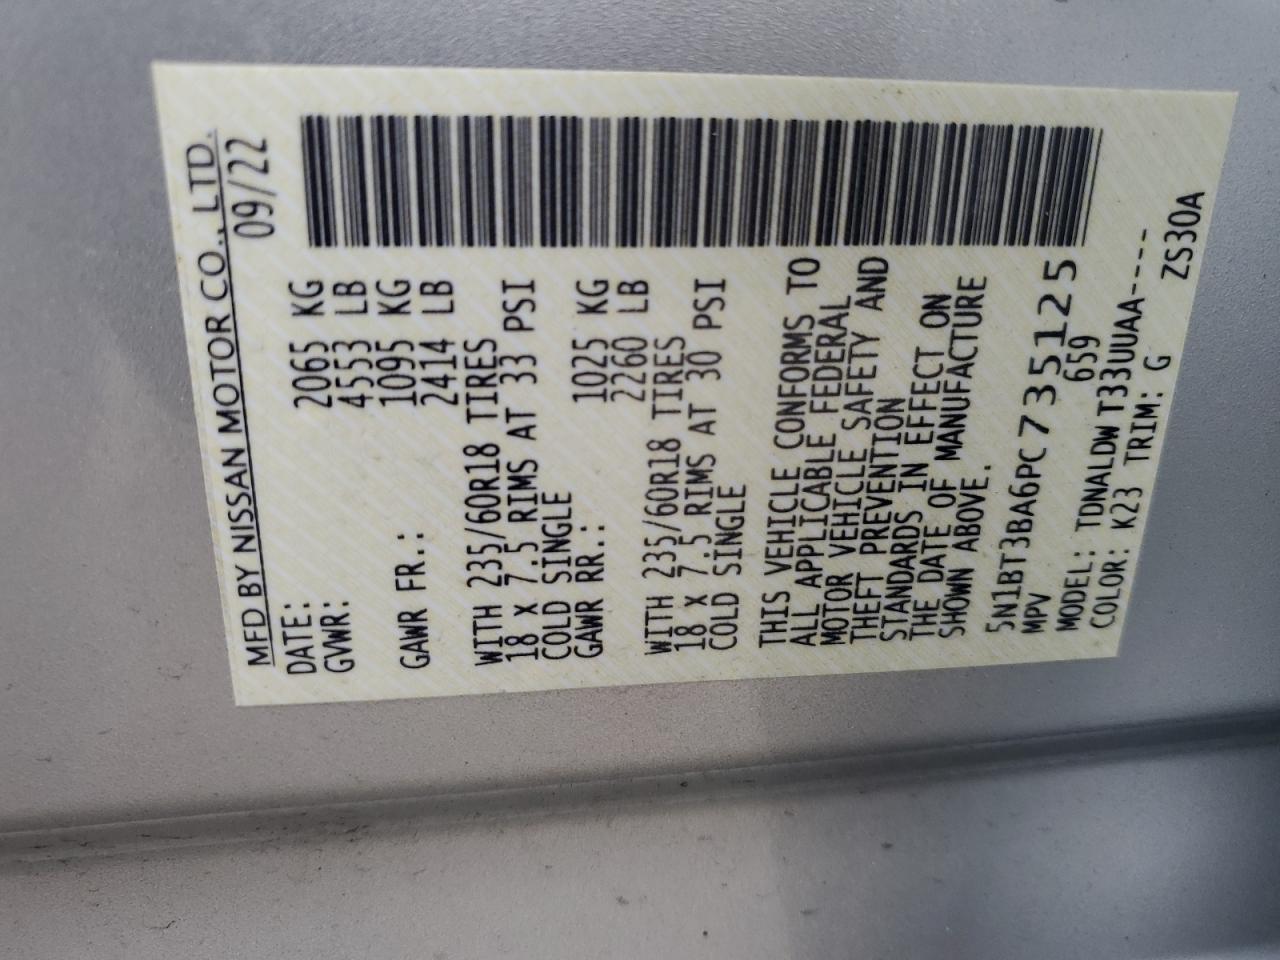 MFD BY NISSAN MOTOR CO., LTD.
DATE: 09/22
GVWR: 2065 KG
4553 LB
GAWR FR.: 1095 KG
2414 LB
WITH 235/60R18 TIRES
18 X 7.5 RIMS AT 33 PSI
COLD SINGLE
GAWR RR.: 1025 KG
2260 LB
WITH 235/60R18 TIRES
18 X 7.5 RIMS AT 30 PSI
COLD SINGLE
THIS VEHICLE CONFORMS TO
ALL APPLICABLE FEDERAL
MOTOR VEHICLE SAFETY AND
THEFT PREVENTION
STANDARDS IN EFFECT ON
THE DATE OF MANUFACTURE
SHOWN ABOVE.
5N1BT3BA6PC735125
MPV 659
MODEL: TDNALDW T33UUAA----
COLOR: K23 TRIM: G ZS30A